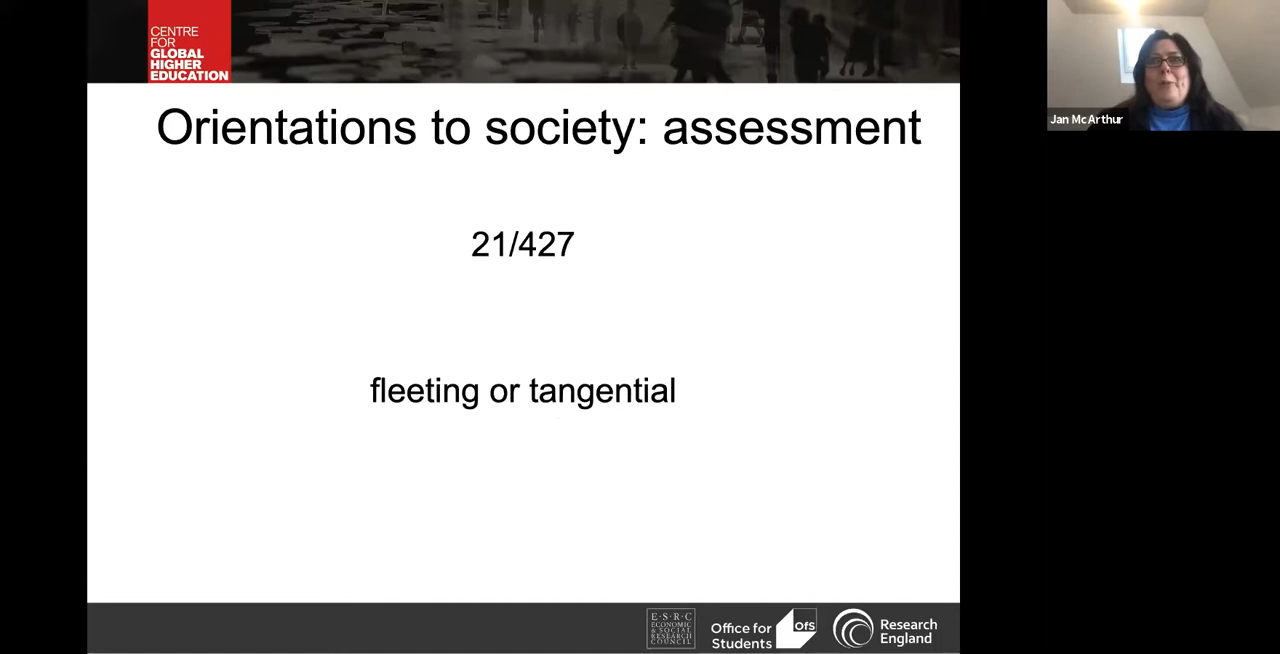 CENTRE
FOR
GLOBAL
HIGHER
EDUCATION
Jan McArthur
Orientations to society: assessment
21/427
fleeting or tangential
E·S·R·C
ECONOMIC
& SOCIAL
RESEARCH
COUNCIL
Office for
Students
OfS
Research
England